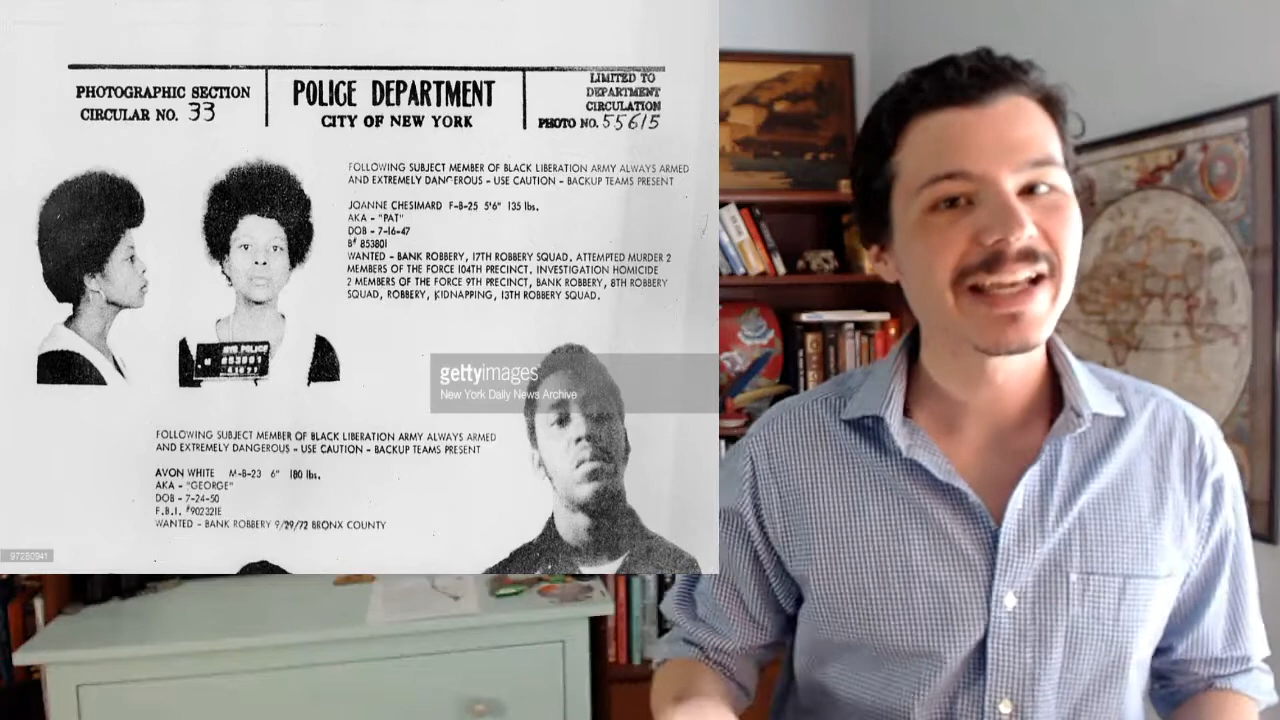 PHOTOGRAPHIC SECTION
CIRCULAR NO. 33
POLICE DEPARTMENT
CITY OF NEW YORK
LIMITED TO
DEPARTMENT
CIRCULATION
PHOTO NO. 55615
FOLLOWING SUBJECT MEMBER OF BLACK LIBERATION ARMY ALWAYS ARMED
AND EXTREMELY DANGEROUS - USE CAUTION - BACKUP TEAMS PRESENT
JOANNE CHESIMARD F-B-25 5'6" 135 lbs.
AKA - "PAT"
DOB - 7-16-47
B# 853801
WANTED - BANK ROBBERY, 17TH ROBBERY SQUAD. ATTEMPTED MURDER 2
MEMBERS OF THE FORCE 104TH PRECINCT. INVESTIGATION HOMICIDE
2 MEMBERS OF THE FORCE 9TH PRECINCT, BANK ROBBERY, 8TH ROBBERY
SQUAD, ROBBERY, KIDNAPPING, 13TH ROBBERY SQUAD.
NYC POLICE
gettyimages
New York Daily News Archive
FOLLOWING SUBJECT MEMBER OF BLACK LIBERATION ARMY ALWAYS ARMED
AND EXTREMELY DANGEROUS - USE CAUTION - BACKUP TEAMS PRESENT
AVON WHITE M-B-23 6" 180 lbs.
AKA - "GEORGE"
DOB - 7-24-50
F.B.I. #90232IE
WANTED - BANK ROBBERY 9/29/72 BRONX COUNTY
97280941